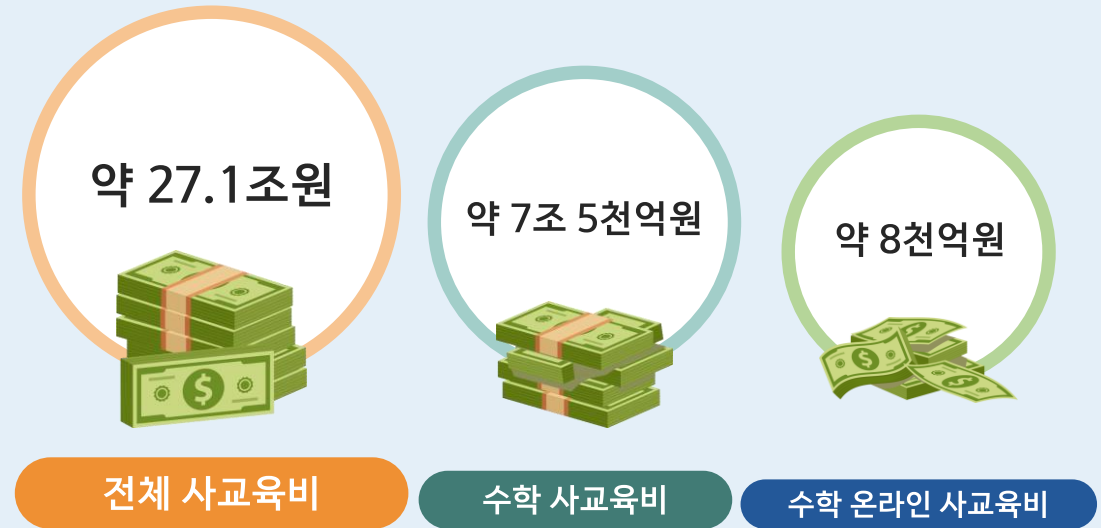 약 27.1조원
약 7조 5천억원
약 8천억원
전체 사교육비
수학 사교육비
수학 온라인 사교육비